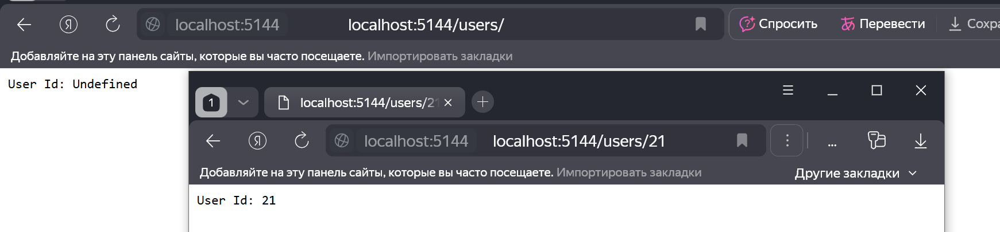 Я localhost:5144 localhost:5144/users/ Спросить Перевести
Добавляйте на эту панель сайты, которые вы часто посещаете. Импортировать закладки
User Id: Undefined
1 localhost:5144/users/21
Я localhost:5144 localhost:5144/users/21 ...
Добавляйте на эту панель сайты, которые вы часто посещаете. Импортировать закладки Другие закладки
User Id: 21